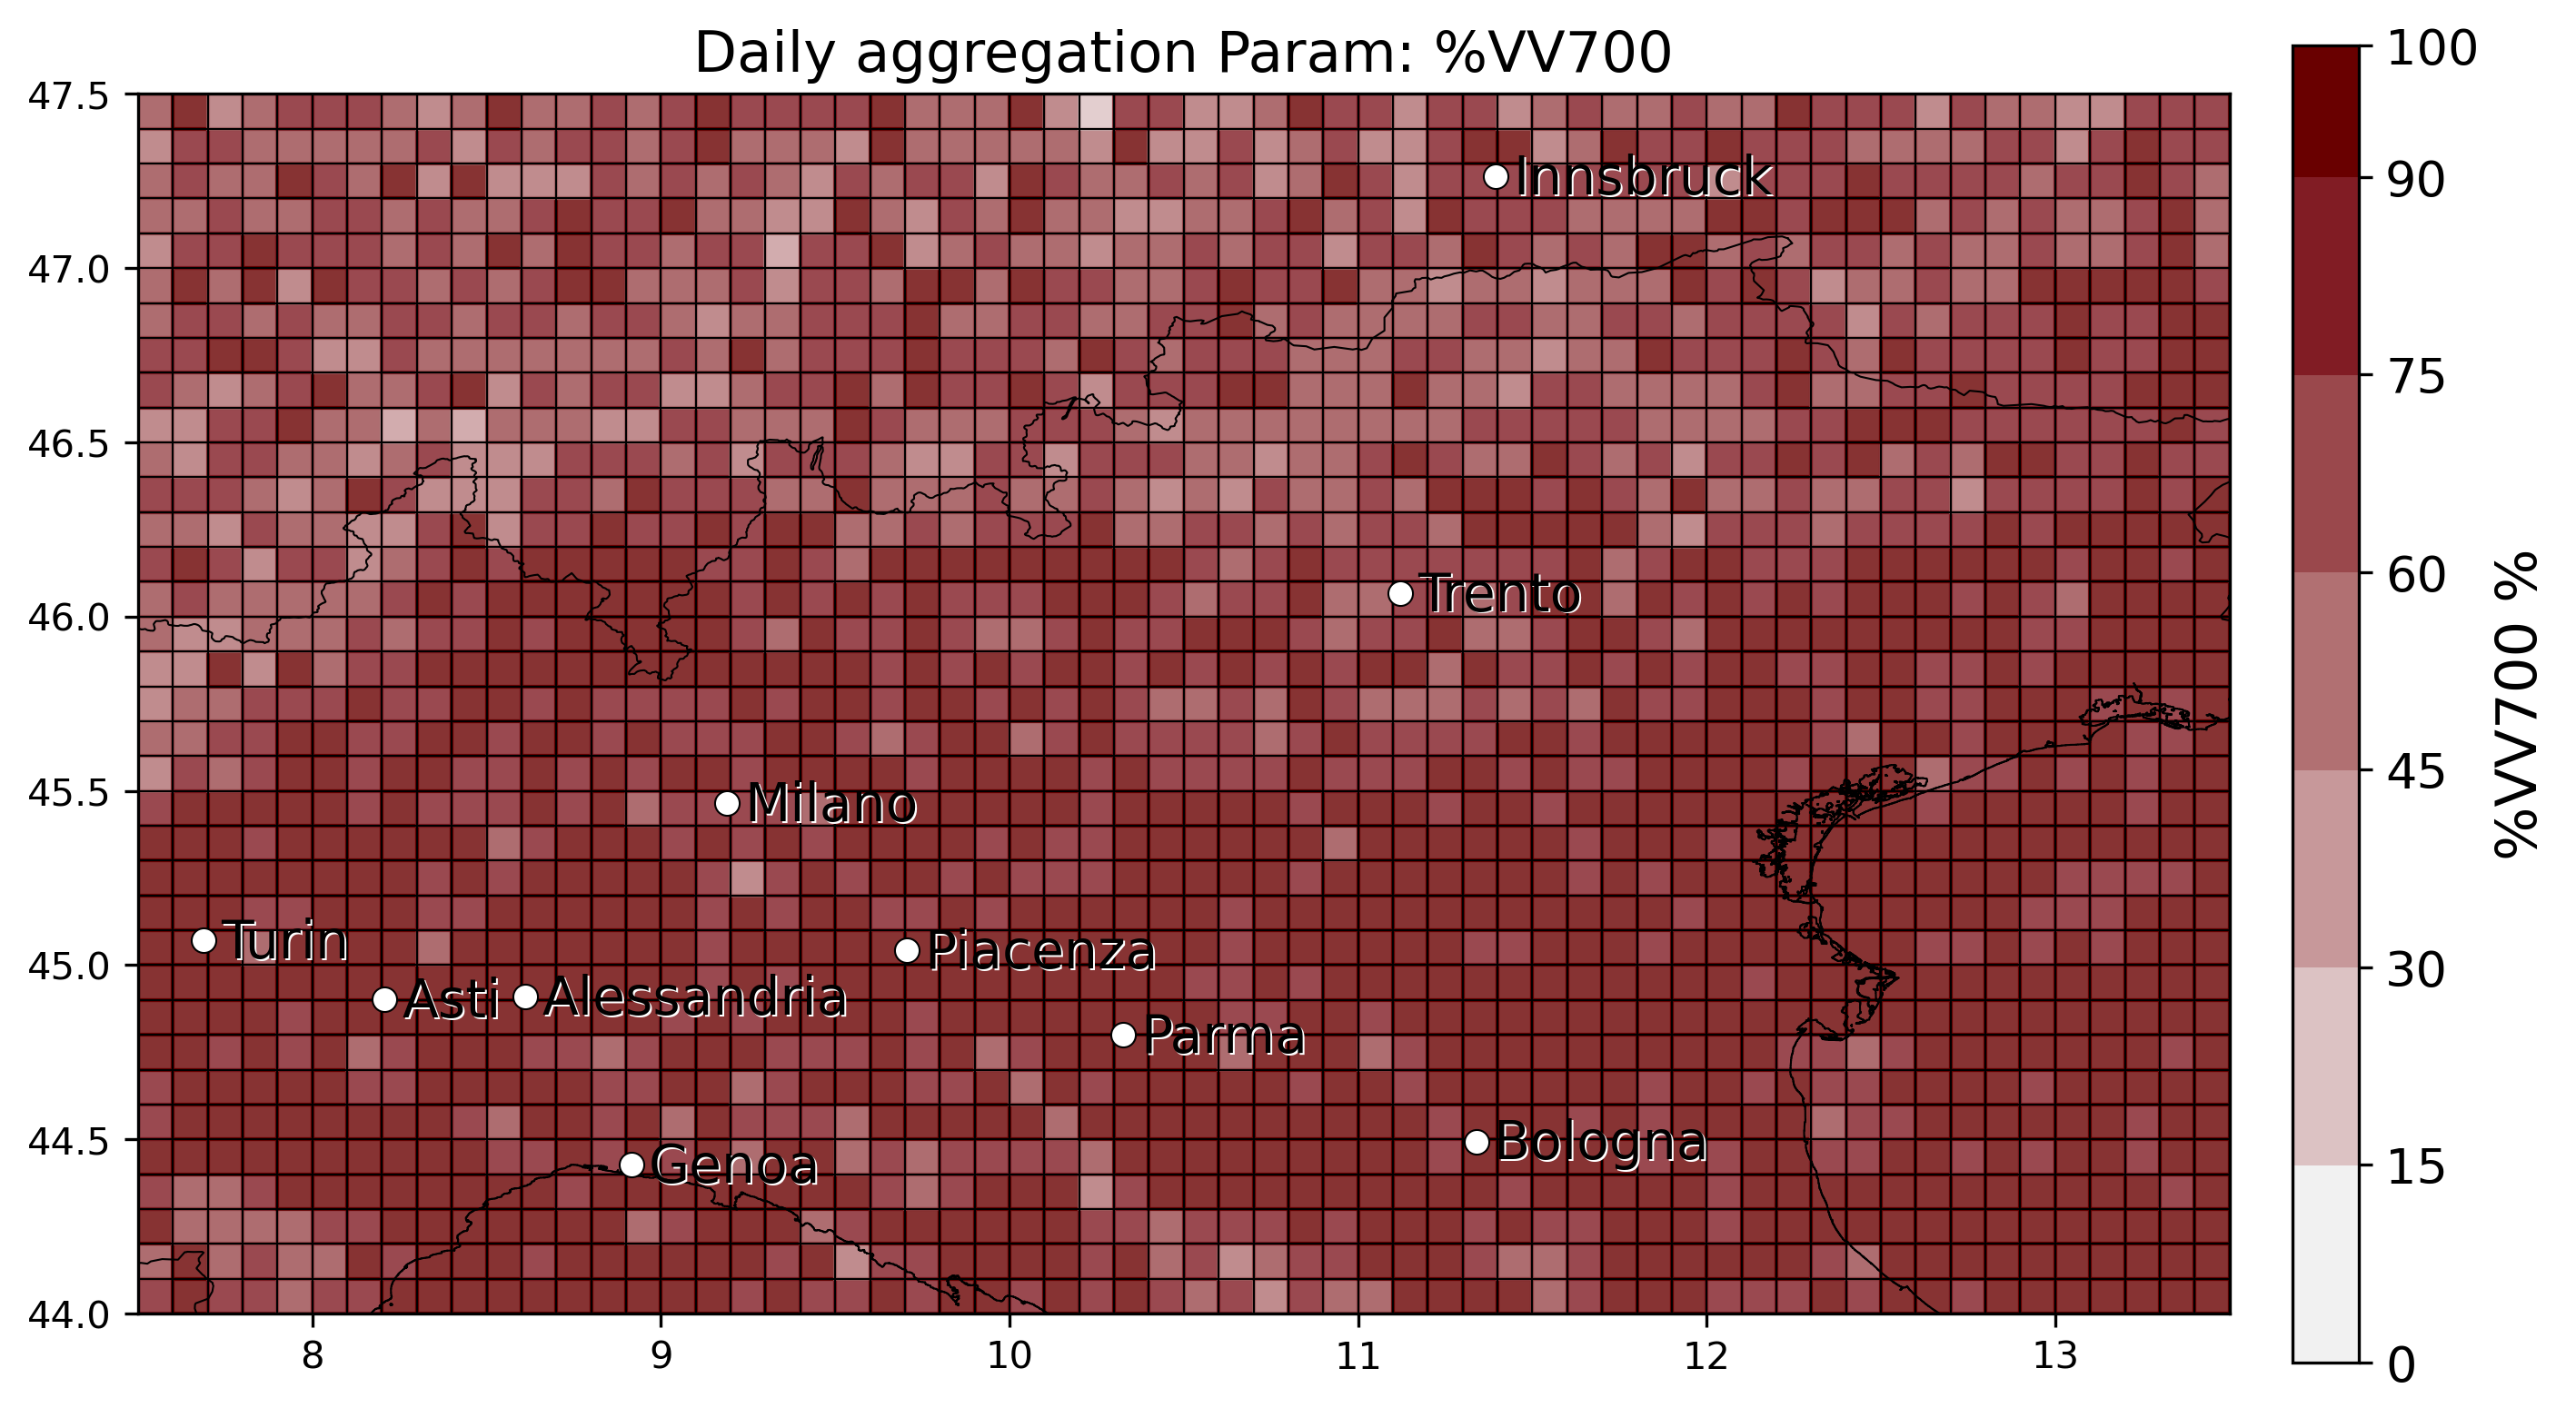 Daily aggregation Param: %VV700
47.5
47.0
46.5
46.0
45.5
45.0
44.5
44.0
Innsbruck
Trento
Milano
Turin
Piacenza
Asti
Alessandria
Parma
Bologna
Genoa
8
9
10
11
12
13
100
90
75
60
45
30
15
0
%VV700 %